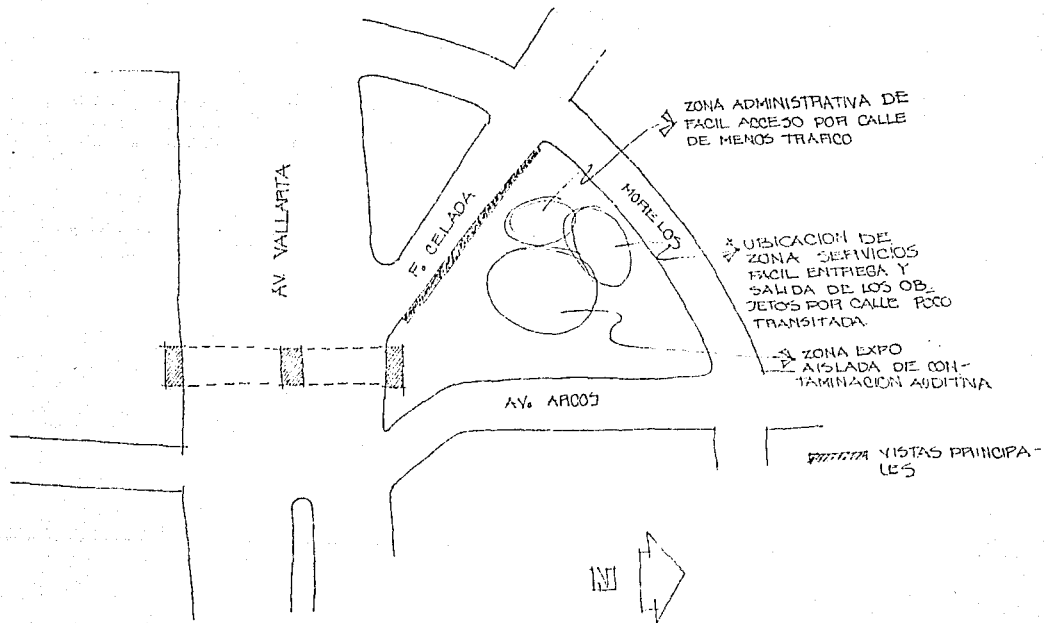 ZONA ADMINISTRATIVA DE
FACIL ACCESO POR CALLE
DE MENOS TRAFICO
AV. VALLARTA
F. CELADA
MORELOS
UBICACION DE
ZONA SERVICIOS
FACIL ENTREGA Y
SALIDA DE LOS OB-
JETOS POR CALLE POCO
TRANSITADA.
ZONA EXPO
AISLADA DE CON-
TAMINACION AUDITIVA
AV. ARCOS
VISTAS PRINCIPA-
LES
N